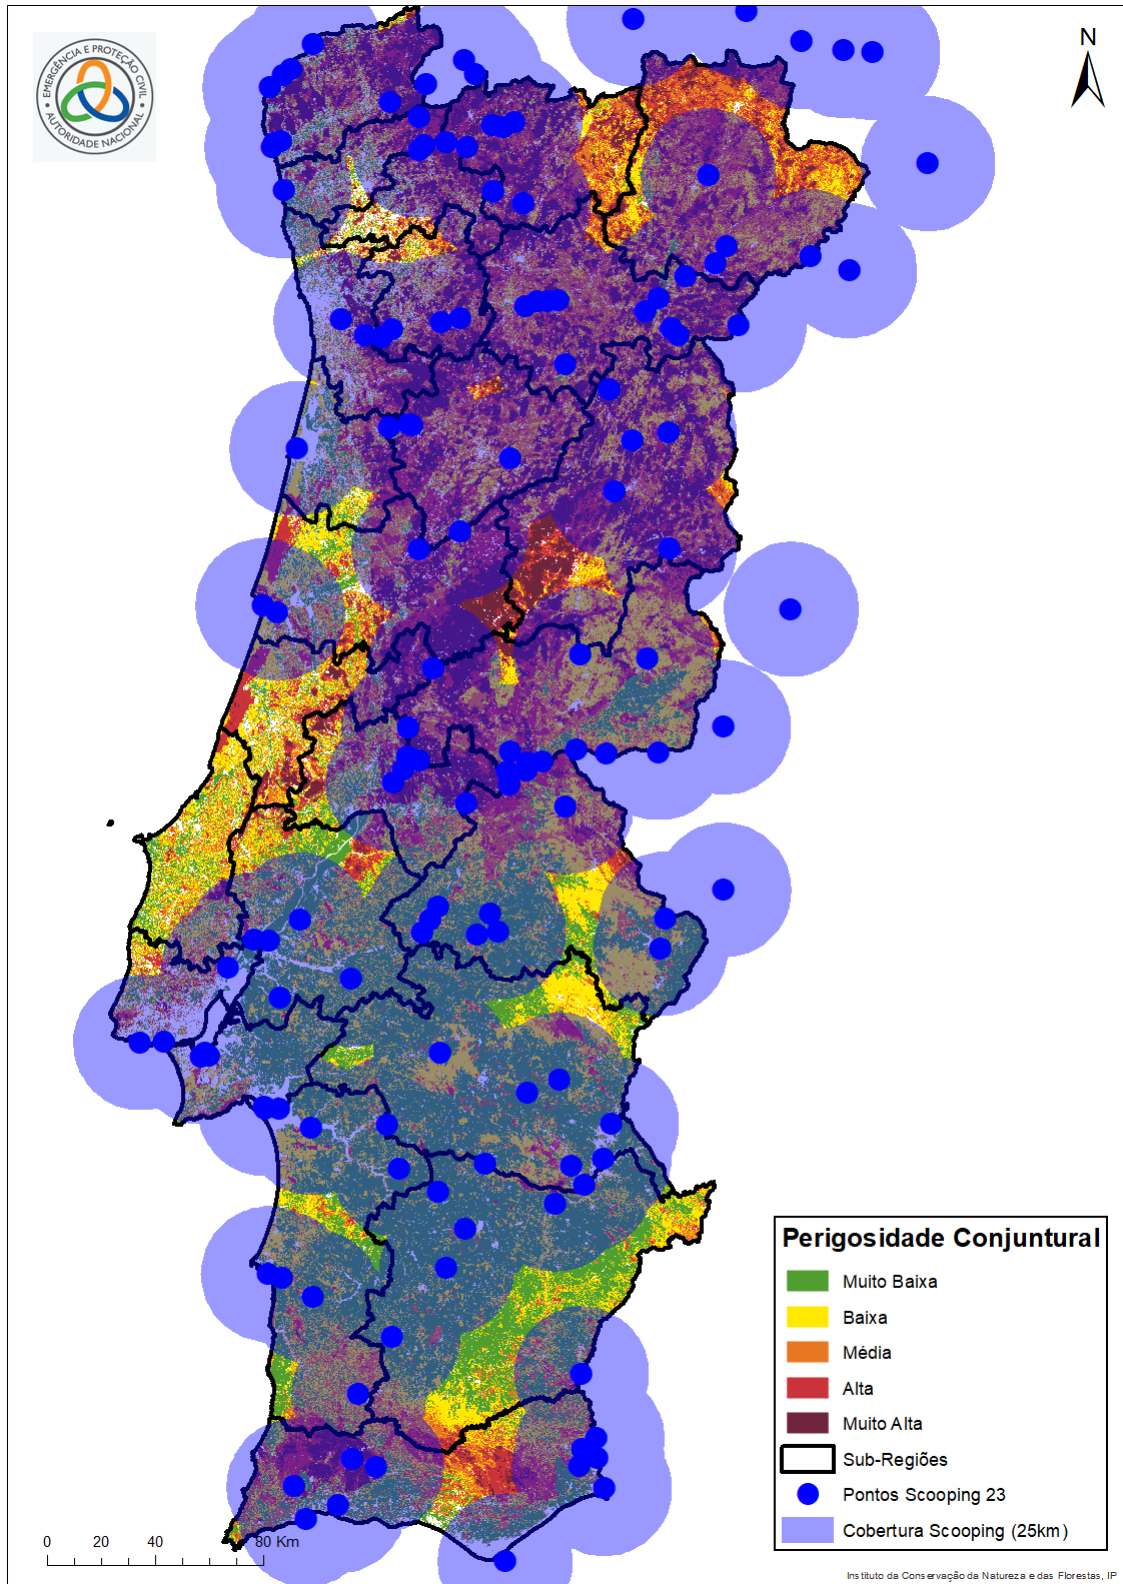 EMERGÊNCIA E PROTEÇÃO CIVIL
AUTORIDADE NACIONAL
N
Perigosidade Conjuntural
Muito Baixa
Baixa
Média
Alta
Muito Alta
Sub-Regiões
Pontos Scooping 23
Cobertura Scooping (25km)
0 20 40 80 Km
Instituto da Conservação da Natureza e das Florestas, IP